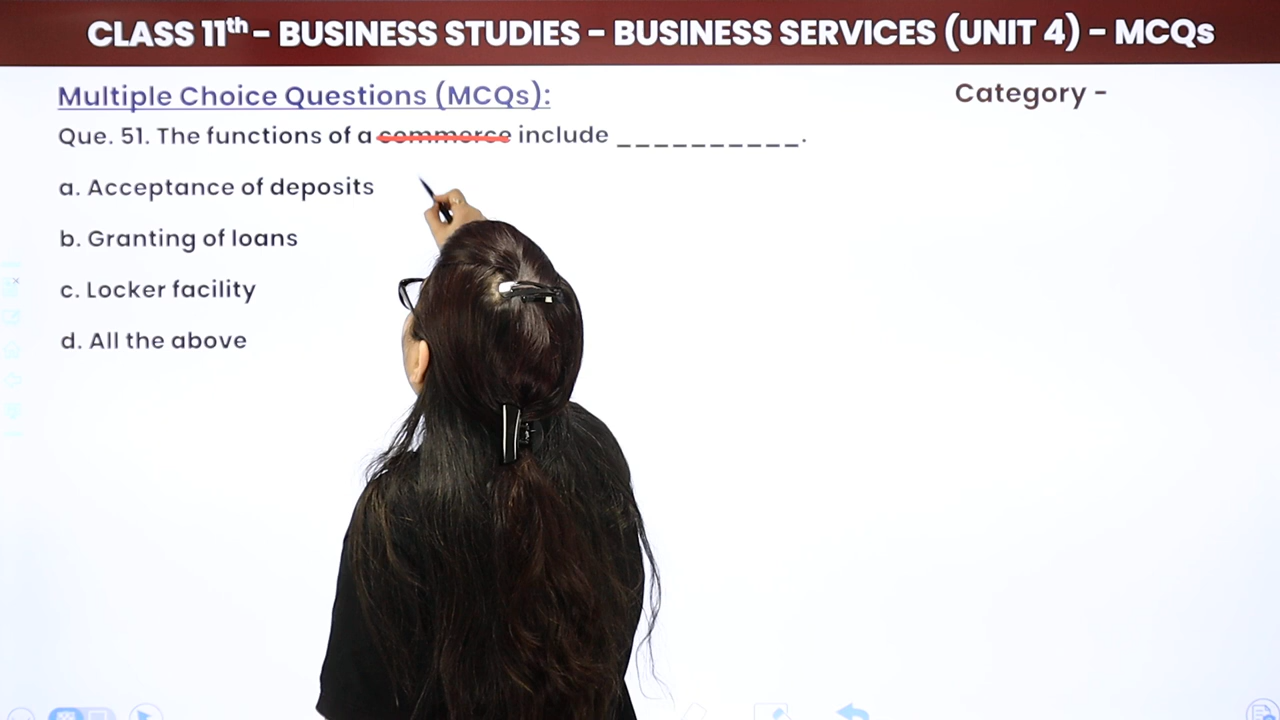 CLASS 11th - BUSINESS STUDIES - BUSINESS SERVICES (UNIT 4) - MCQs
Multiple Choice Questions (MCQs):
Category -
Que. 51. The functions of a commerce include __________.
a. Acceptance of deposits
b. Granting of loans
c. Locker facility
d. All the above